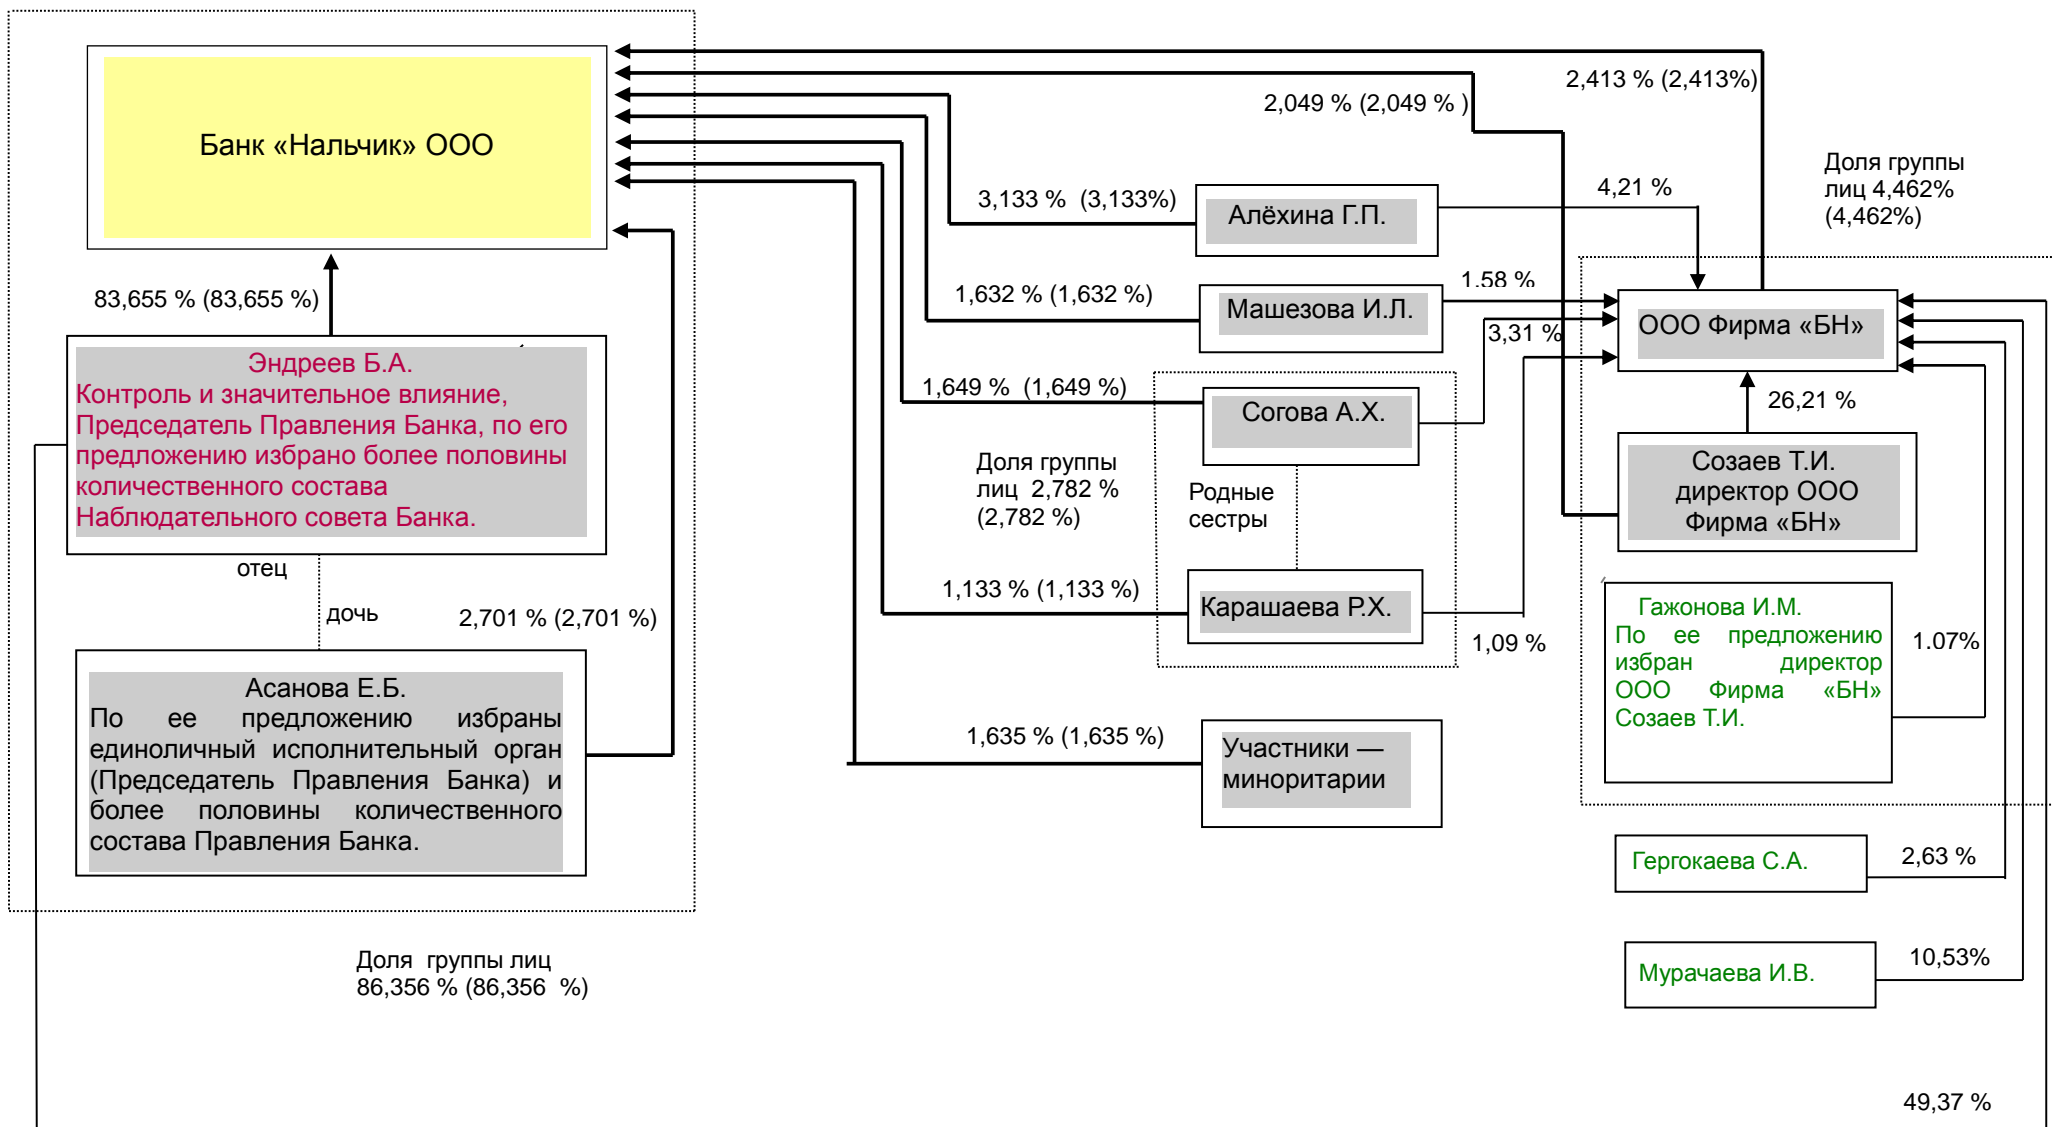 Банк «Нальчик» ООО
83,655 % (83,655 %)
Эндреев Б.А.
Контроль и значительное влияние,
Председатель Правления Банка, по его
предложению избрано более половины
количественного состава
Наблюдательного совета Банка.
отец
дочь
2,701 % (2,701 %)
Асанова Е.Б.
По ее предложению избраны
единоличный исполнительный орган
(Председатель Правления Банка) и
более половины количественного
состава Правления Банка.
Доля группы лиц
86,356 % (86,356 %)
2,413 % (2,413%)
2,049 % (2,049 % )
3,133 % (3,133%)
Алёхина Г.П.
4,21 %
Доля группы
лиц 4,462%
(4,462%)
1,632 % (1,632 %)
Машезова И.Л.
1.58 %
ООО Фирма «БН»
3,31 %
1,649 % (1,649 %)
Согова А.Х.
26,21 %
Доля группы
лиц 2,782 %
(2,782 %)
Родные
сестры
Созаев Т.И.
директор ООО
Фирма «БН»
1,133 % (1,133 %)
Карашаева Р.Х.
1,09 %
Гажонова И.М.
По ее предложению
избран директор
ООО Фирма «БН»
Созаев Т.И.
1.07%
1,635 % (1,635 %)
Участники —
миноритарии
Гергокаева С.А.
2,63 %
Мурачаева И.В.
10,53%
49,37 %